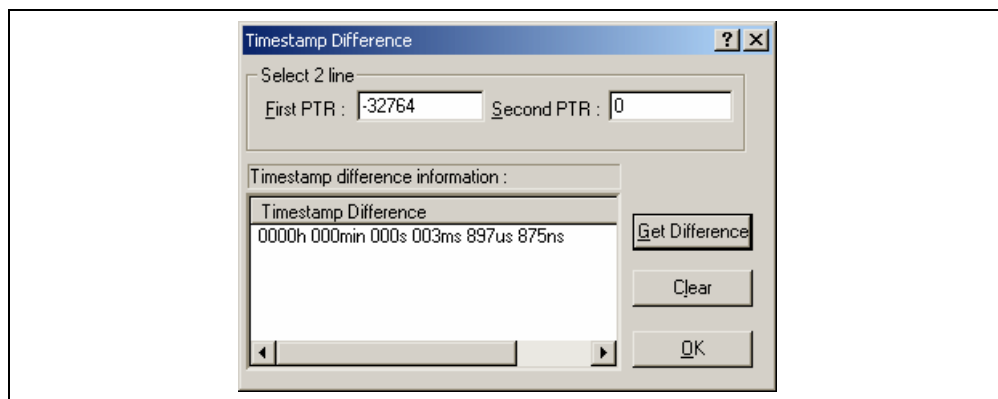 Timestamp Difference
Select 2 line
First PTR : -32764 Second PTR : 0
Timestamp difference information :
Timestamp Difference
0000h 000min 000s 003ms 897us 875ns
Get Difference
Clear
OK